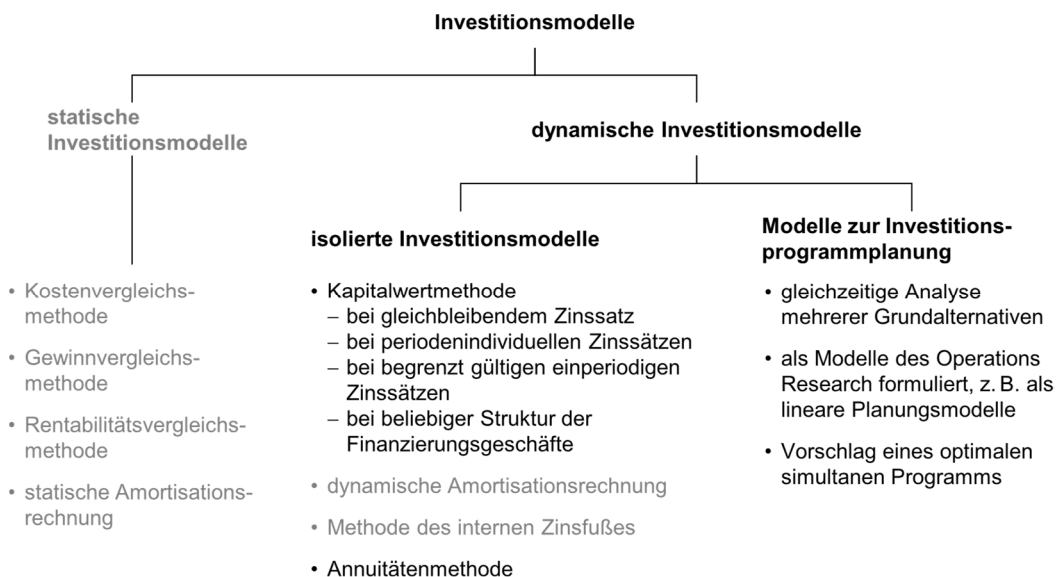 Investitionsmodelle
statische
Investitionsmodelle
dynamische Investitionsmodelle
isolierte Investitionsmodelle
Modelle zur Investitions-
programmplanung
• Kostenvergleichs-
methode
• Gewinnvergleichs-
methode
• Rentabilitätsvergleichs-
methode
• statische Amortisations-
rechnung
• Kapitalwertmethode
– bei gleichbleibendem Zinssatz
– bei periodenindividuellen Zinssätzen
– bei begrenzt gültigen einperiodigen
Zinssätzen
– bei beliebiger Struktur der
Finanzierungsgeschäfte
• dynamische Amortisationsrechnung
• Methode des internen Zinsfußes
• Annuitätenmethode
• gleichzeitige Analyse
mehrerer Grundalternativen
• als Modelle des Operations
Research formuliert, z. B. als
lineare Planungsmodelle
• Vorschlag eines optimalen
simultanen Programms